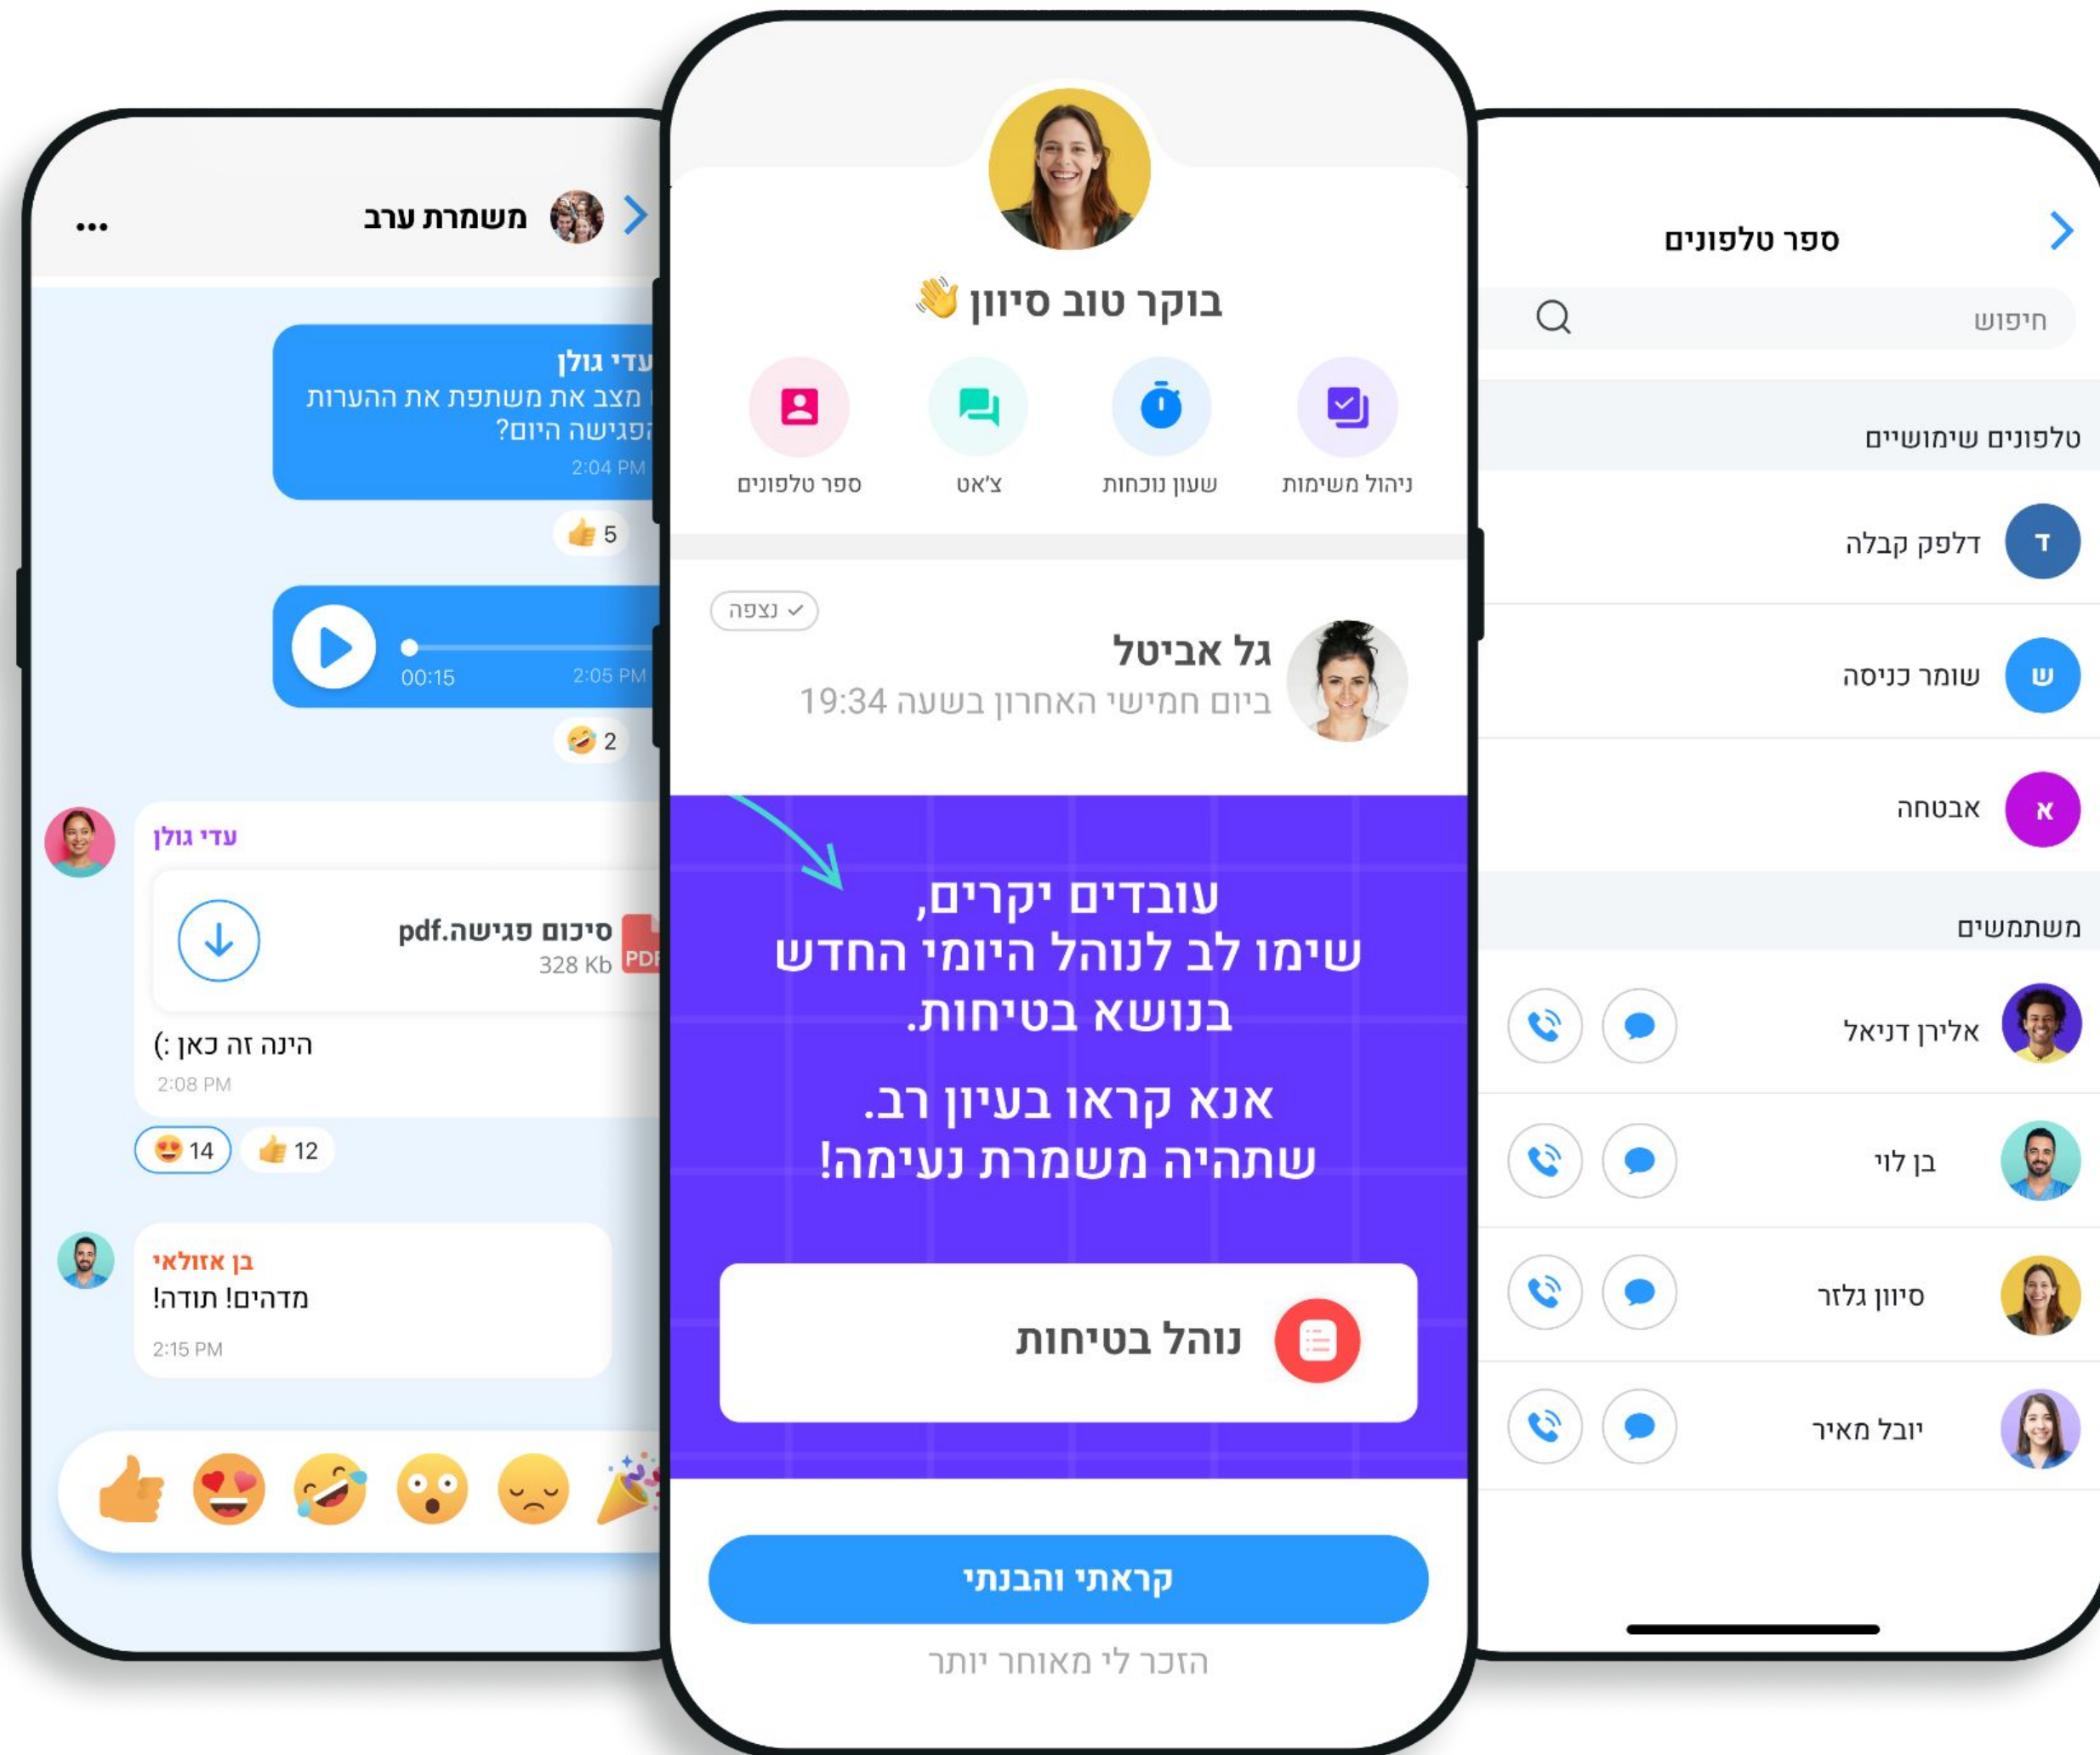 משמרת ערב
עדי גולן
מצב את משתפת את ההערות
הפגישה היום?
2:04 PM
5
00:15
2:05 PM
2
עדי גולן
סיכום פגישה.pdf
328 Kb
PDF
הינה זה כאן :)
2:08 PM
14
12
בן אזולאי
מדהים! תודה!
2:15 PM
בוקר טוב סיוון 👋
ניהול משימות
שעון נוכחות
צ'אט
ספר טלפונים
נצפה
גל אביטל
ביום חמישי האחרון בשעה 19:34
עובדים יקרים,
שימו לב לנוהל היומי החדש
בנושא בטיחות.
אנא קראו בעיון רב.
שתהיה משמרת נעימה!
נוהל בטיחות
קראתי והבנתי
הזכר לי מאוחר יותר
ספר טלפונים
חיפוש
טלפונים שימושיים
ד
דלפק קבלה
ש
שומר כניסה
א
אבטחה
משתמשים
אלירן דניאל
בן לוי
סיוון גלזר
יובל מאיר